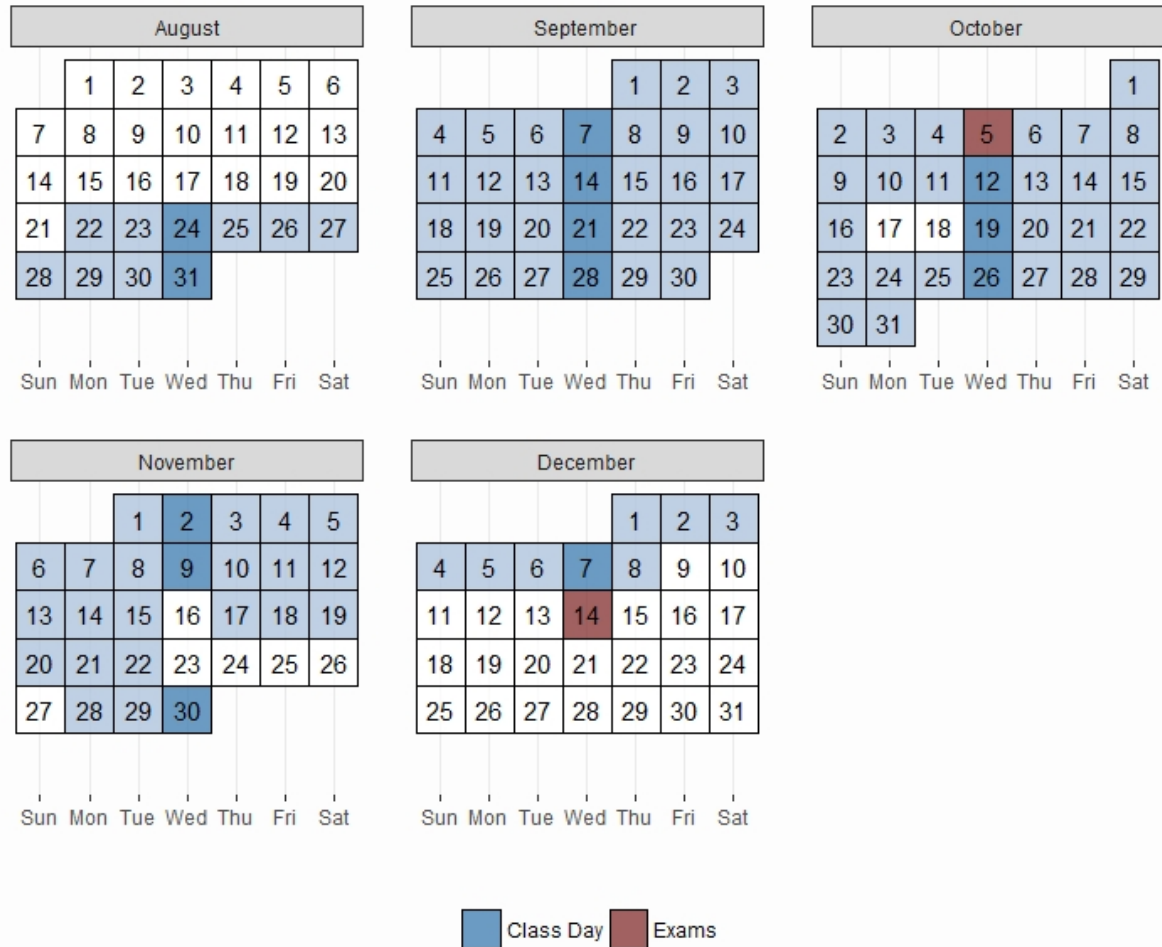 August
1 2 3 4 5 6
7 8 9 10 11 12 13
14 15 16 17 18 19 20
21 22 23 24 25 26 27
28 29 30 31
Sun Mon Tue Wed Thu Fri Sat
September
1 2 3
4 5 6 7 8 9 10
11 12 13 14 15 16 17
18 19 20 21 22 23 24
25 26 27 28 29 30
Sun Mon Tue Wed Thu Fri Sat
October
1
2 3 4 5 6 7 8
9 10 11 12 13 14 15
16 17 18 19 20 21 22
23 24 25 26 27 28 29
30 31
Sun Mon Tue Wed Thu Fri Sat
November
1 2 3 4 5
6 7 8 9 10 11 12
13 14 15 16 17 18 19
20 21 22 23 24 25 26
27 28 29 30
Sun Mon Tue Wed Thu Fri Sat
December
1 2 3
4 5 6 7 8 9 10
11 12 13 14 15 16 17
18 19 20 21 22 23 24
25 26 27 28 29 30 31
Sun Mon Tue Wed Thu Fri Sat
Class Day Exams